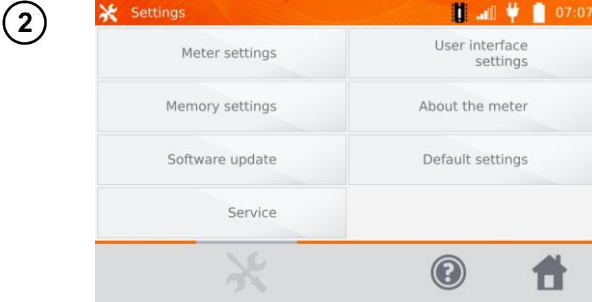 2
Settings
07:07
Meter settings
User interface
settings
Memory settings
About the meter
Software update
Default settings
Service
?